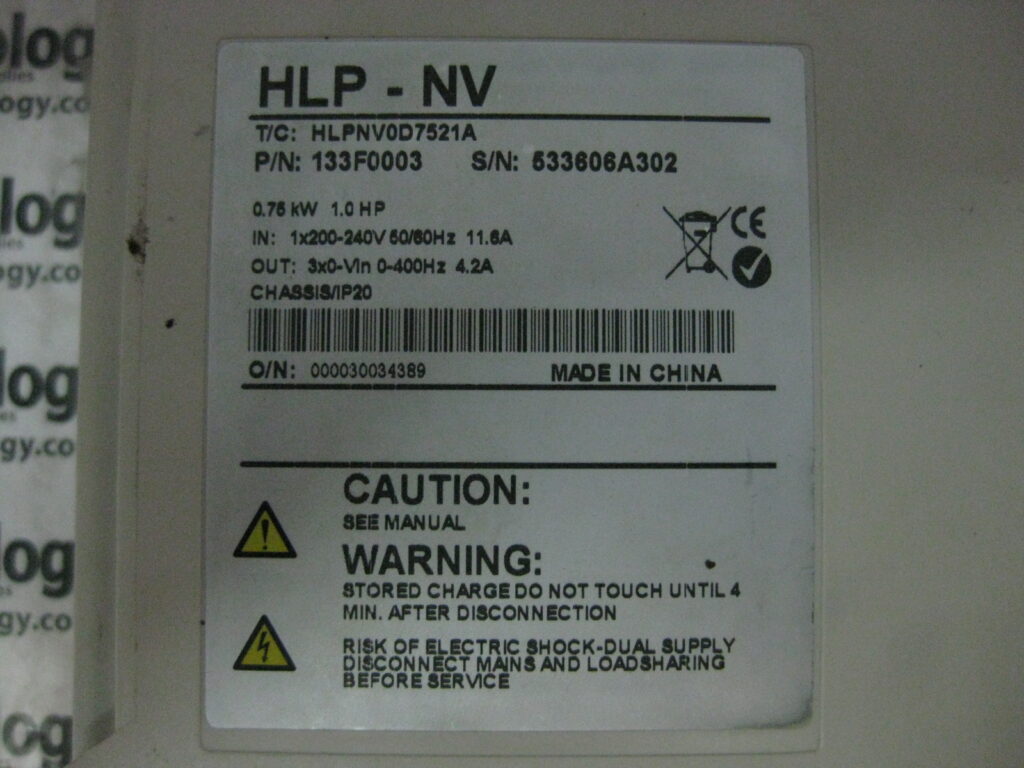 HLP - NV
T/C: HLPNV0D7521A
P/N: 133F0003 S/N: 533606A302
0.75 kW 1.0 HP
IN: 1x200-240V 50/60Hz 11.6A
OUT: 3x0-Vin 0-400Hz 4.2A
CHASSIS/IP20
CE
O/N: 000030034389 MADE IN CHINA
CAUTION:
SEE MANUAL
WARNING:
STORED CHARGE DO NOT TOUCH UNTIL 4
MIN. AFTER DISCONNECTION
RISK OF ELECTRIC SHOCK-DUAL SUPPLY
DISCONNECT MAINS AND LOADSHARING
BEFORE SERVICE